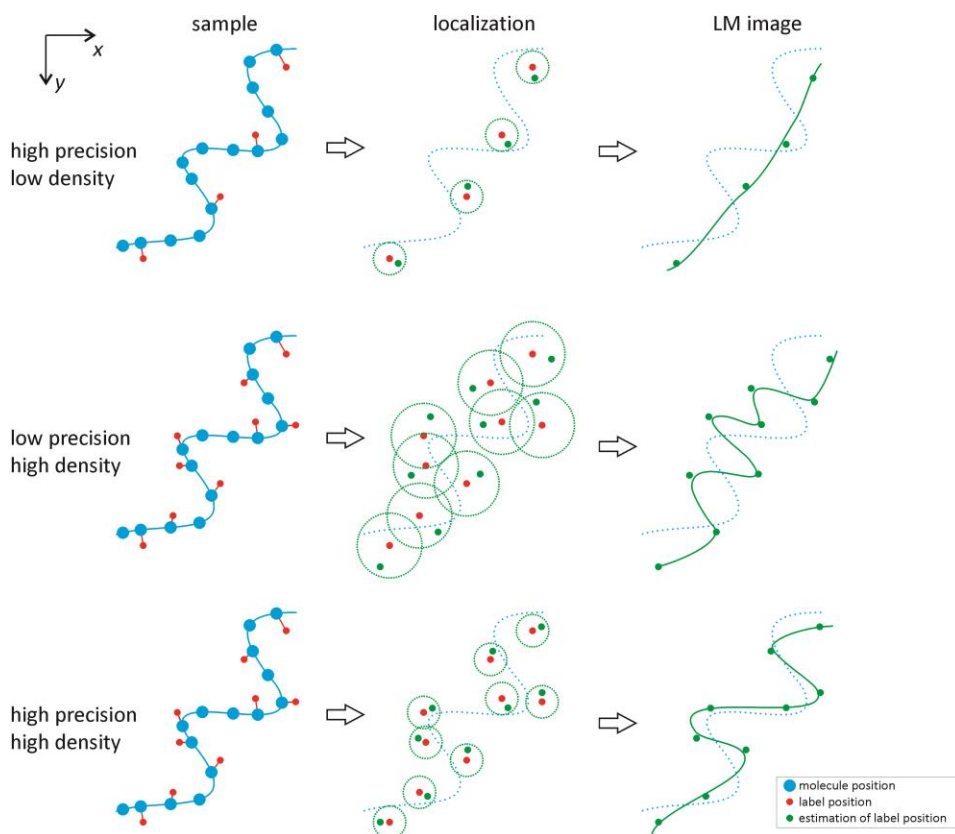 sample
localization
LM image
x
y
high precision
low density
low precision
high density
high precision
high density
molecule position
label position
estimation of label position